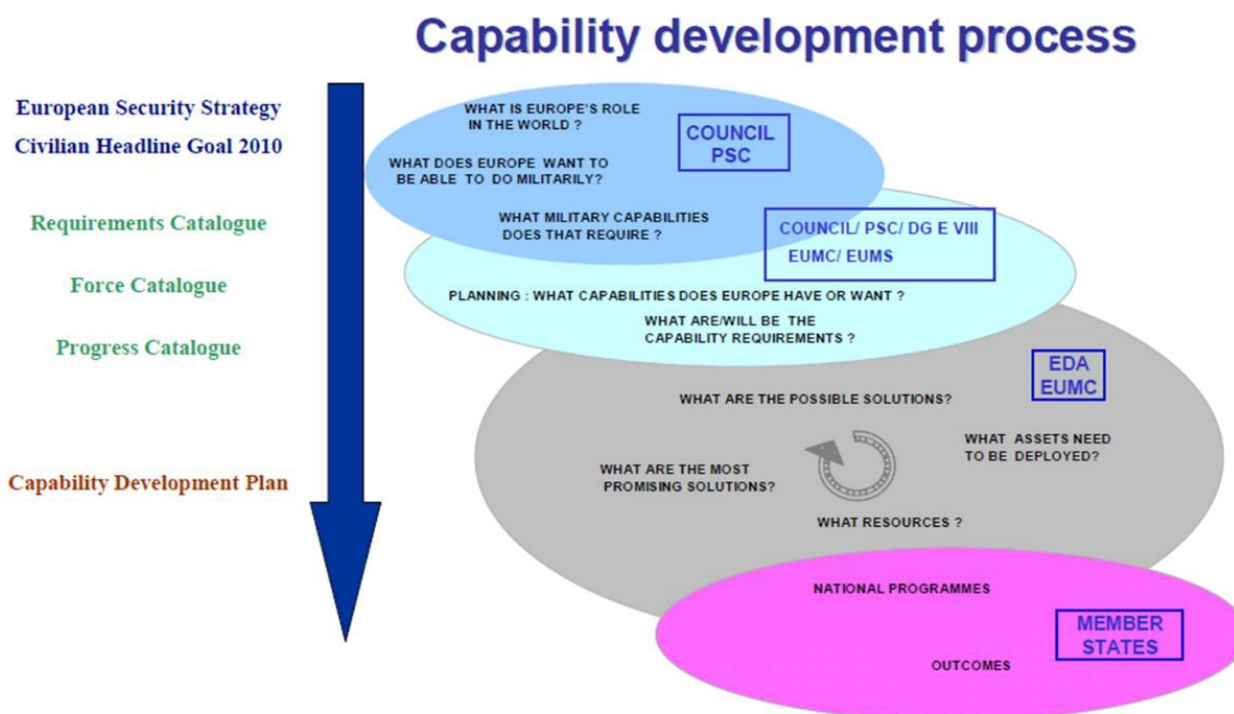 Capability development process
European Security Strategy
Civilian Headline Goal 2010
Requirements Catalogue
Force Catalogue
Progress Catalogue
Capability Development Plan
WHAT IS EUROPE'S ROLE
IN THE WORLD ?
COUNCIL
PSC
WHAT DOES EUROPE WANT TO
BE ABLE TO DO MILITARILY?
WHAT MILITARY CAPABILITIES
DOES THAT REQUIRE ?
COUNCIL/ PSC/ DG E VIII
EUMC/ EUMS
PLANNING : WHAT CAPABILITIES DOES EUROPE HAVE OR WANT ?
WHAT ARE/WILL BE THE
CAPABILITY REQUIREMENTS ?
EDA
EUMC
WHAT ARE THE POSSIBLE SOLUTIONS?
WHAT ASSETS NEED
TO BE DEPLOYED?
WHAT ARE THE MOST
PROMISING SOLUTIONS?
WHAT RESOURCES ?
NATIONAL PROGRAMMES
MEMBER
STATES
OUTCOMES